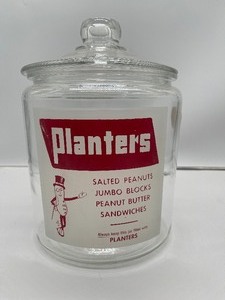 Planters
SALTED PEANUTS
JUMBO BLOCKS
PEANUT BUTTER
SANDWICHES
PLANTERS